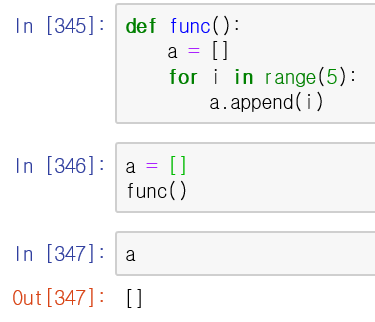 In [345]: def func():
    a = []
    for i in range(5):
        a.append(i)
In [346]: a = []
func()
In [347]: a
Out[347]: []